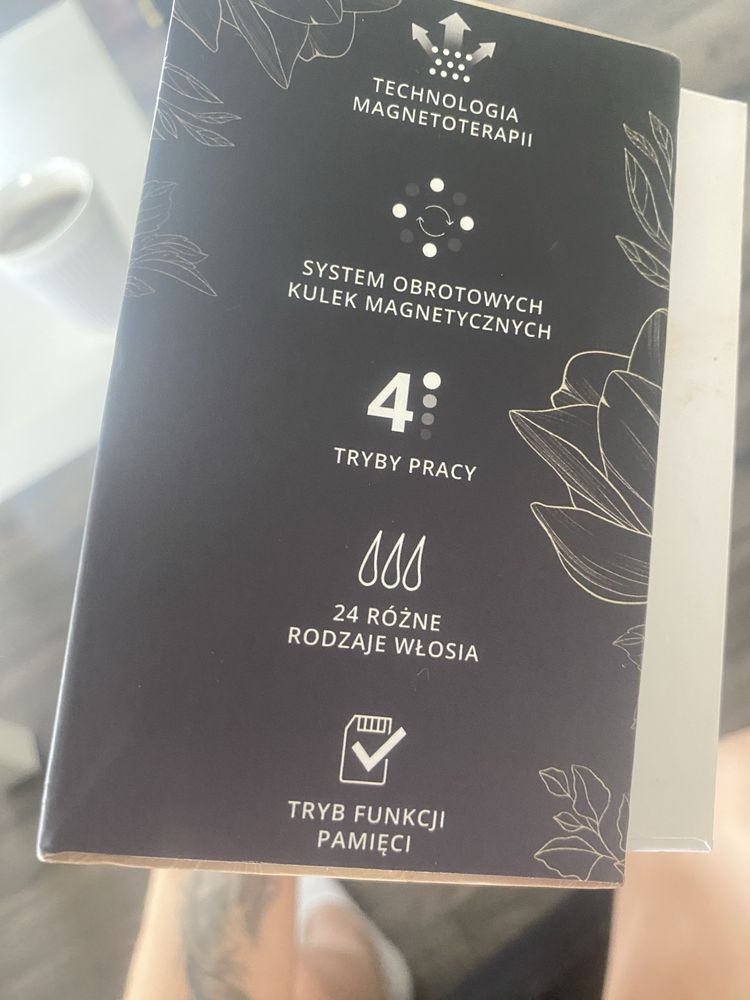 TECHNOLOGIA
MAGNETOTERAPII
SYSTEM OBROTOWYCH
KULEK MAGNETYCZNYCH
4
TRYBY PRACY
24 RÓŻNE
RODZAJE WŁOSIA
TRYB FUNKCJI
PAMIĘCI